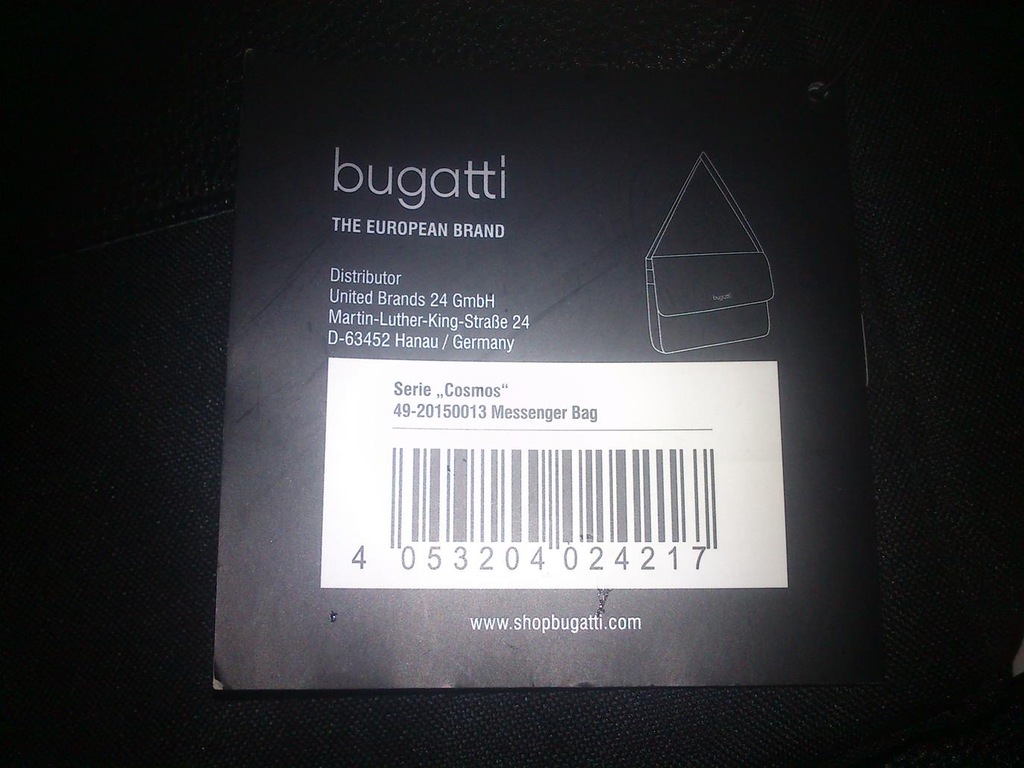 bugatti
THE EUROPEAN BRAND
Distributor
United Brands 24 GmbH
Martin-Luther-King-Straße 24
D-63452 Hanau / Germany
bugatti
Serie „Cosmos“
49-20150013 Messenger Bag
4 053204 024217
www.shopbugatti.com